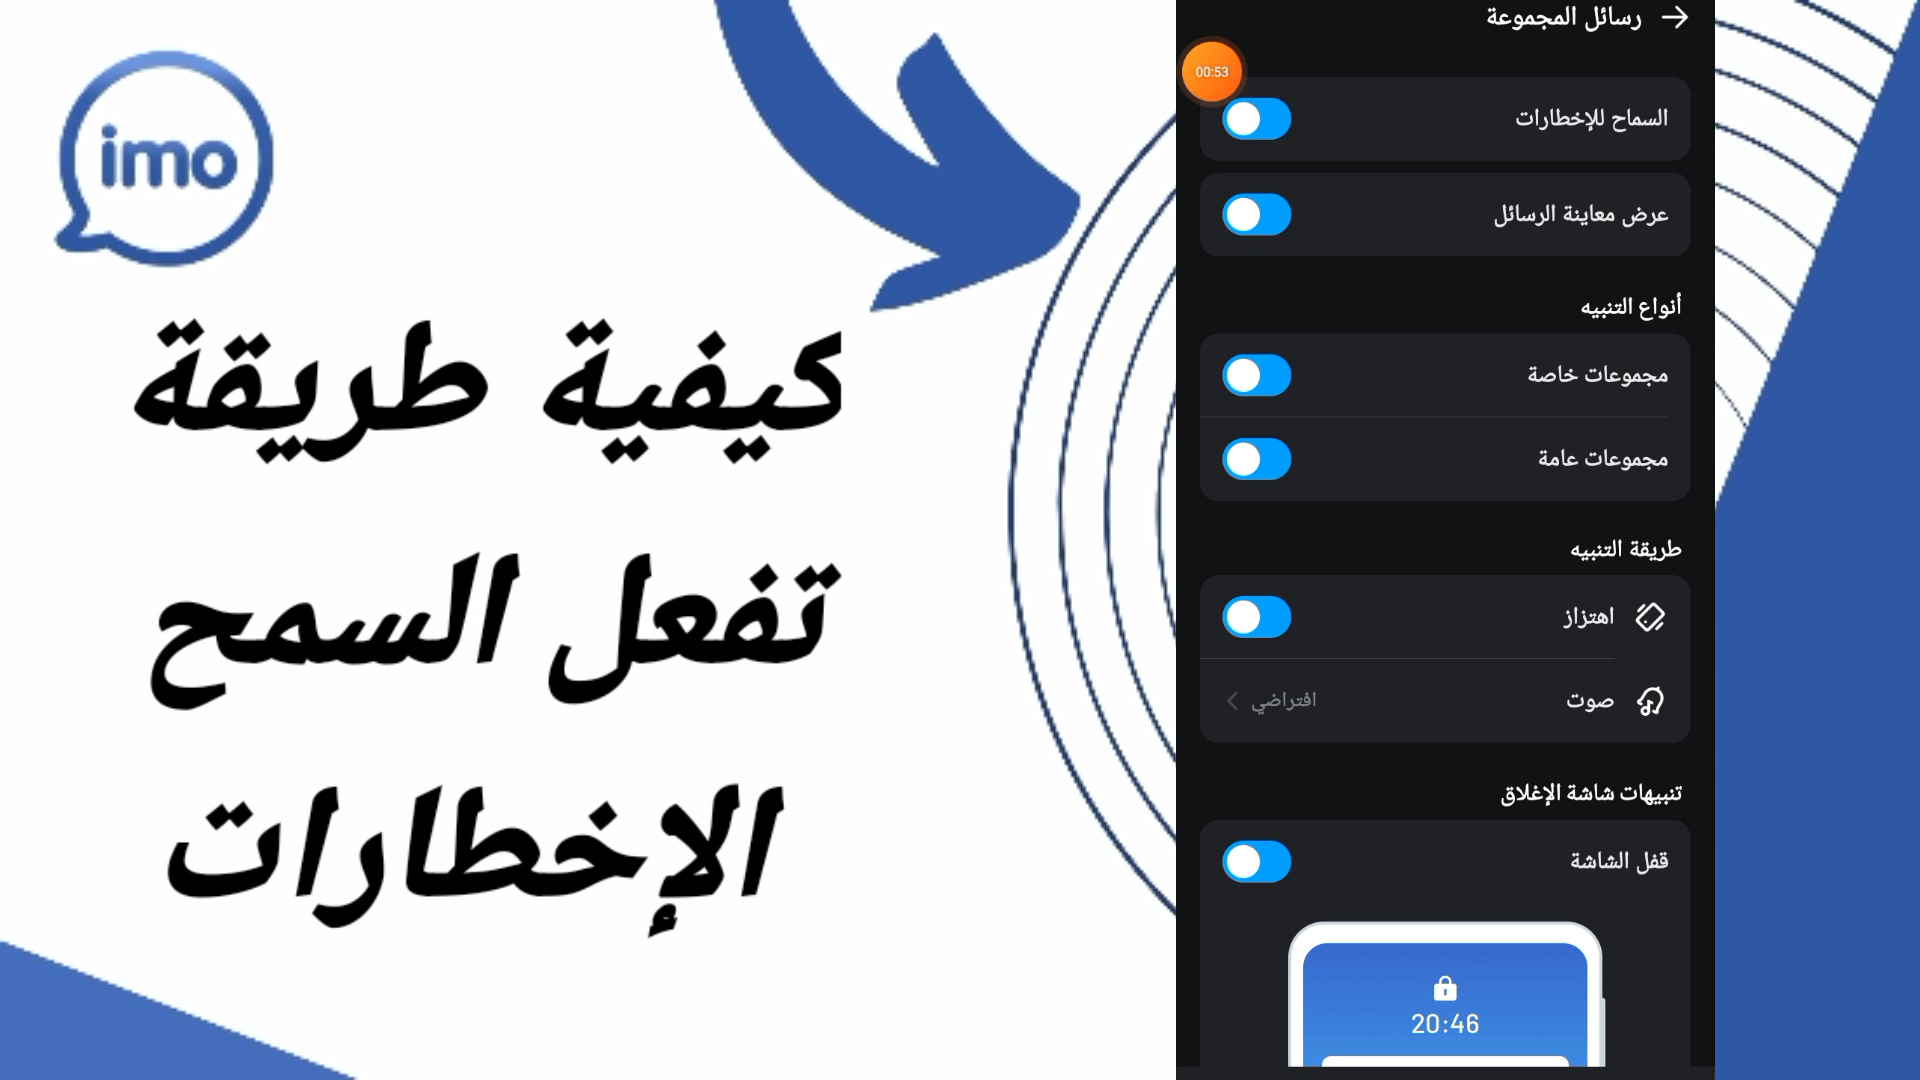 imo
كيفية طريقة
تفعل السمح
الإخطارات
رسائل المجموعة
00:53
السماح للإخطارات
عرض معاينة الرسائل
أنواع التنبيه
مجموعات خاصة
مجموعات عامة
طريقة التنبيه
اهتزاز
صوت افتراضي
تنبيهات شاشة الإغلاق
قفل الشاشة
20:46